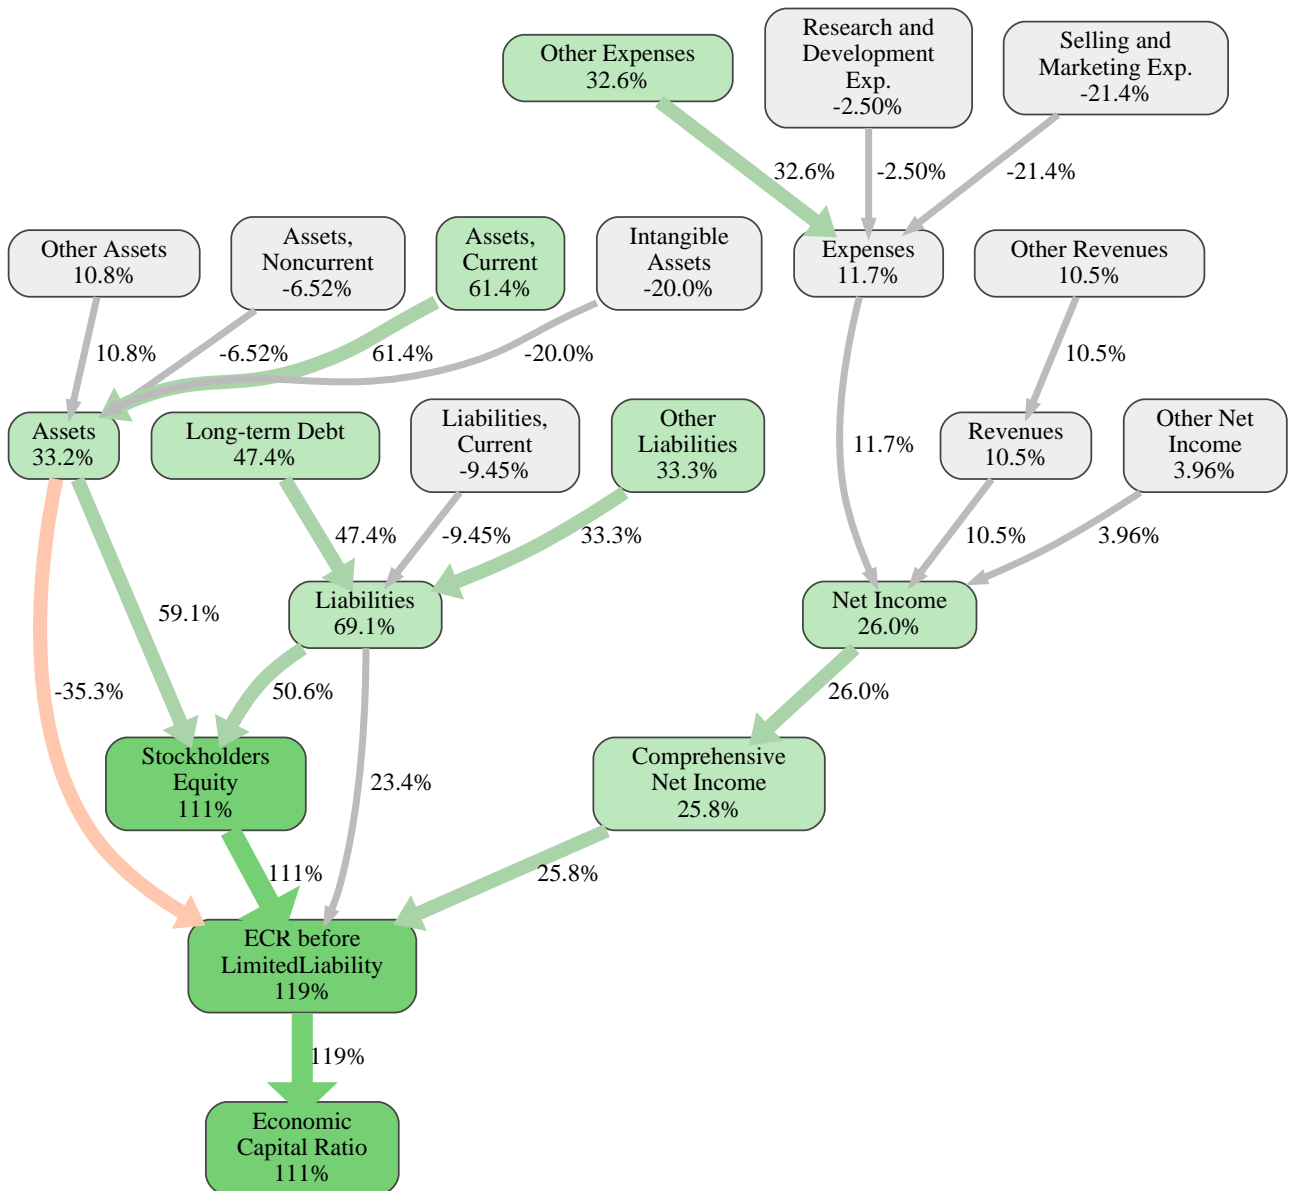 Other Expenses
32.6%
Research and
Development
Exp.
-2.50%
Selling and
Marketing Exp.
-21.4%
32.6%
-2.50%
-21.4%
Other Assets
10.8%
Assets,
Noncurrent
-6.52%
Assets,
Current
61.4%
Intangible
Assets
-20.0%
Expenses
11.7%
Other Revenues
10.5%
10.8%
-6.52%
61.4%
-20.0%
10.5%
Assets
33.2%
Long-term Debt
47.4%
Liabilities,
Current
-9.45%
Other
Liabilities
33.3%
11.7%
Revenues
10.5%
Other Net
Income
3.96%
47.4%
-9.45%
33.3%
10.5%
3.96%
59.1%
Liabilities
69.1%
Net Income
26.0%
-35.3%
50.6%
26.0%
Stockholders
Equity
111%
23.4%
Comprehensive
Net Income
25.8%
111%
25.8%
ECR before
LimitedLiability
119%
119%
Economic
Capital Ratio
111%